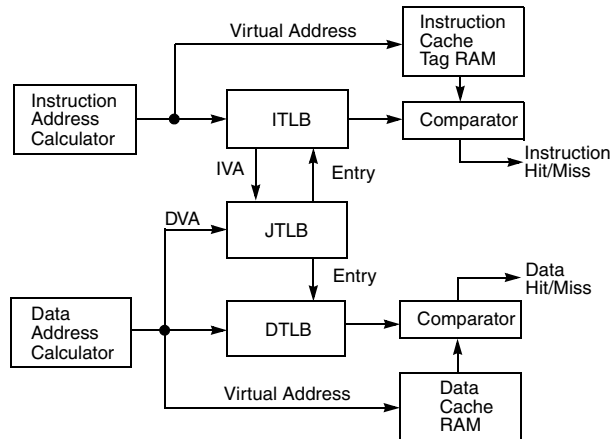 Virtual Address
Instruction
Cache
Tag RAM
Instruction
Address
Calculator
ITLB
Comparator
Instruction
Hit/Miss
IVA
Entry
DVA
JTLB
Entry
Data
Hit/Miss
Data
Address
Calculator
DTLB
Comparator
Virtual Address
Data
Cache
RAM